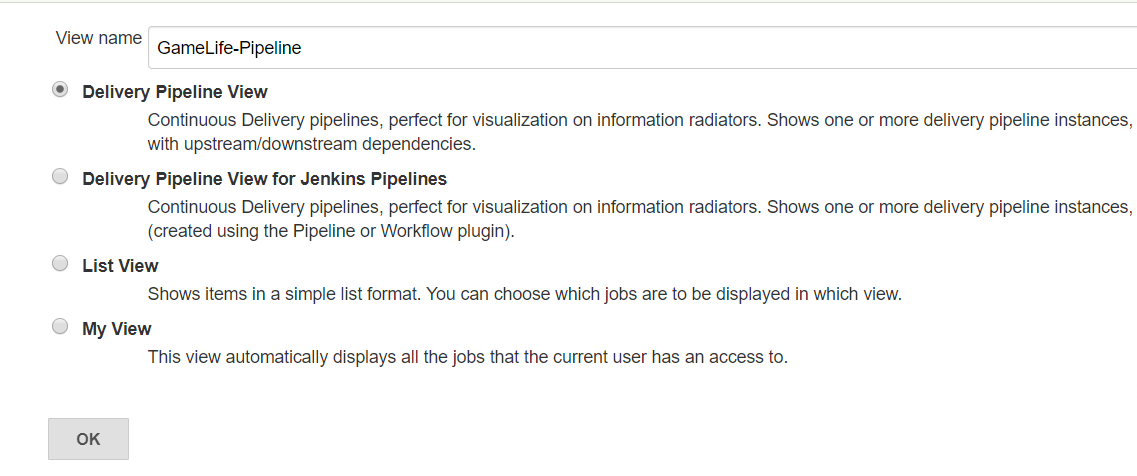 View name
GameLife-Pipeline
Delivery Pipeline View
Continuous Delivery pipelines, perfect for visualization on information radiators. Shows one or more delivery pipeline instances,
with upstream/downstream dependencies.
Delivery Pipeline View for Jenkins Pipelines
Continuous Delivery pipelines, perfect for visualization on information radiators. Shows one or more delivery pipeline instances,
(created using the Pipeline or Workflow plugin).
List View
Shows items in a simple list format. You can choose which jobs are to be displayed in which view.
My View
This view automatically displays all the jobs that the current user has an access to.
OK